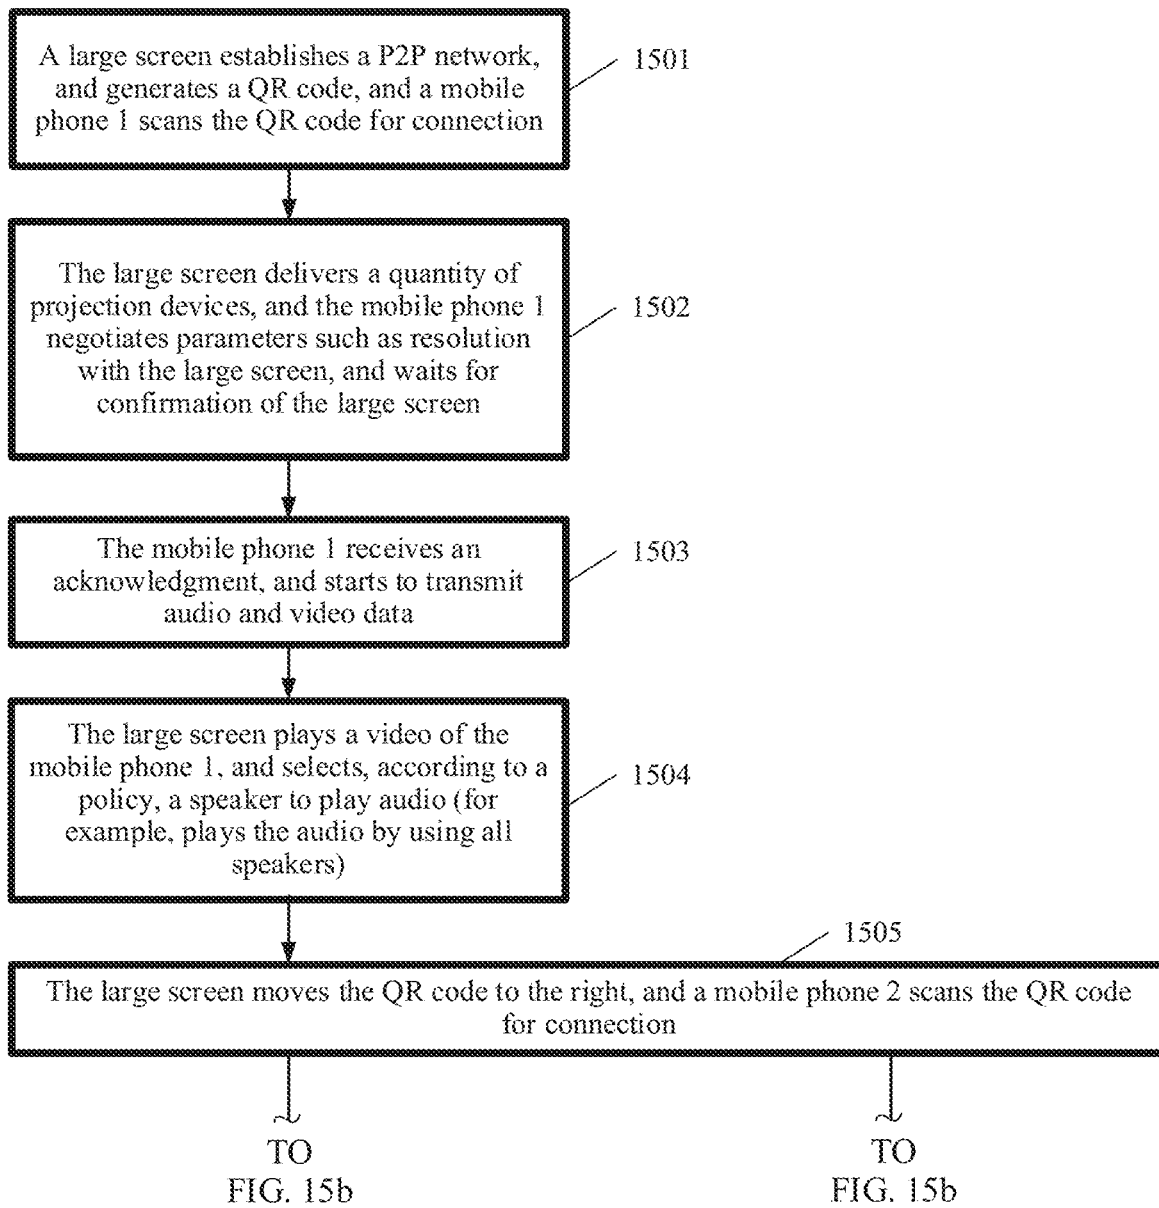 A large screen establishes a P2P network,
and generates a QR code, and a mobile
phone 1 scans the QR code for connection
1501
The large screen delivers a quantity of
projection devices, and the mobile phone 1
negotiates parameters such as resolution
with the large screen, and waits for
confirmation of the large screen
1502
The mobile phone 1 receives an
acknowledgment, and starts to transmit
audio and video data
1503
The large screen plays a video of the
mobile phone 1, and selects, according to a
policy, a speaker to play audio (for
example, plays the audio by using all
speakers)
1504
1505
The large screen moves the QR code to the right, and a mobile phone 2 scans the QR code
for connection
TO
FIG. 15b
TO
FIG. 15b